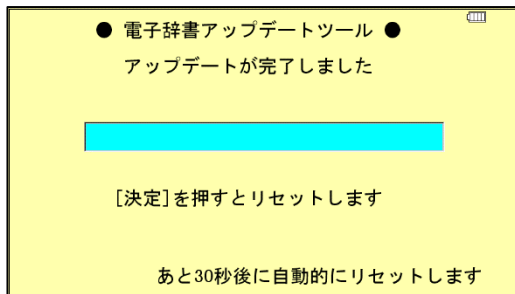 ● 電子辞書アップデートツール ●
アップデートが完了しました
[決定]を押すとリセットします
あと30秒後に自動的にリセットします